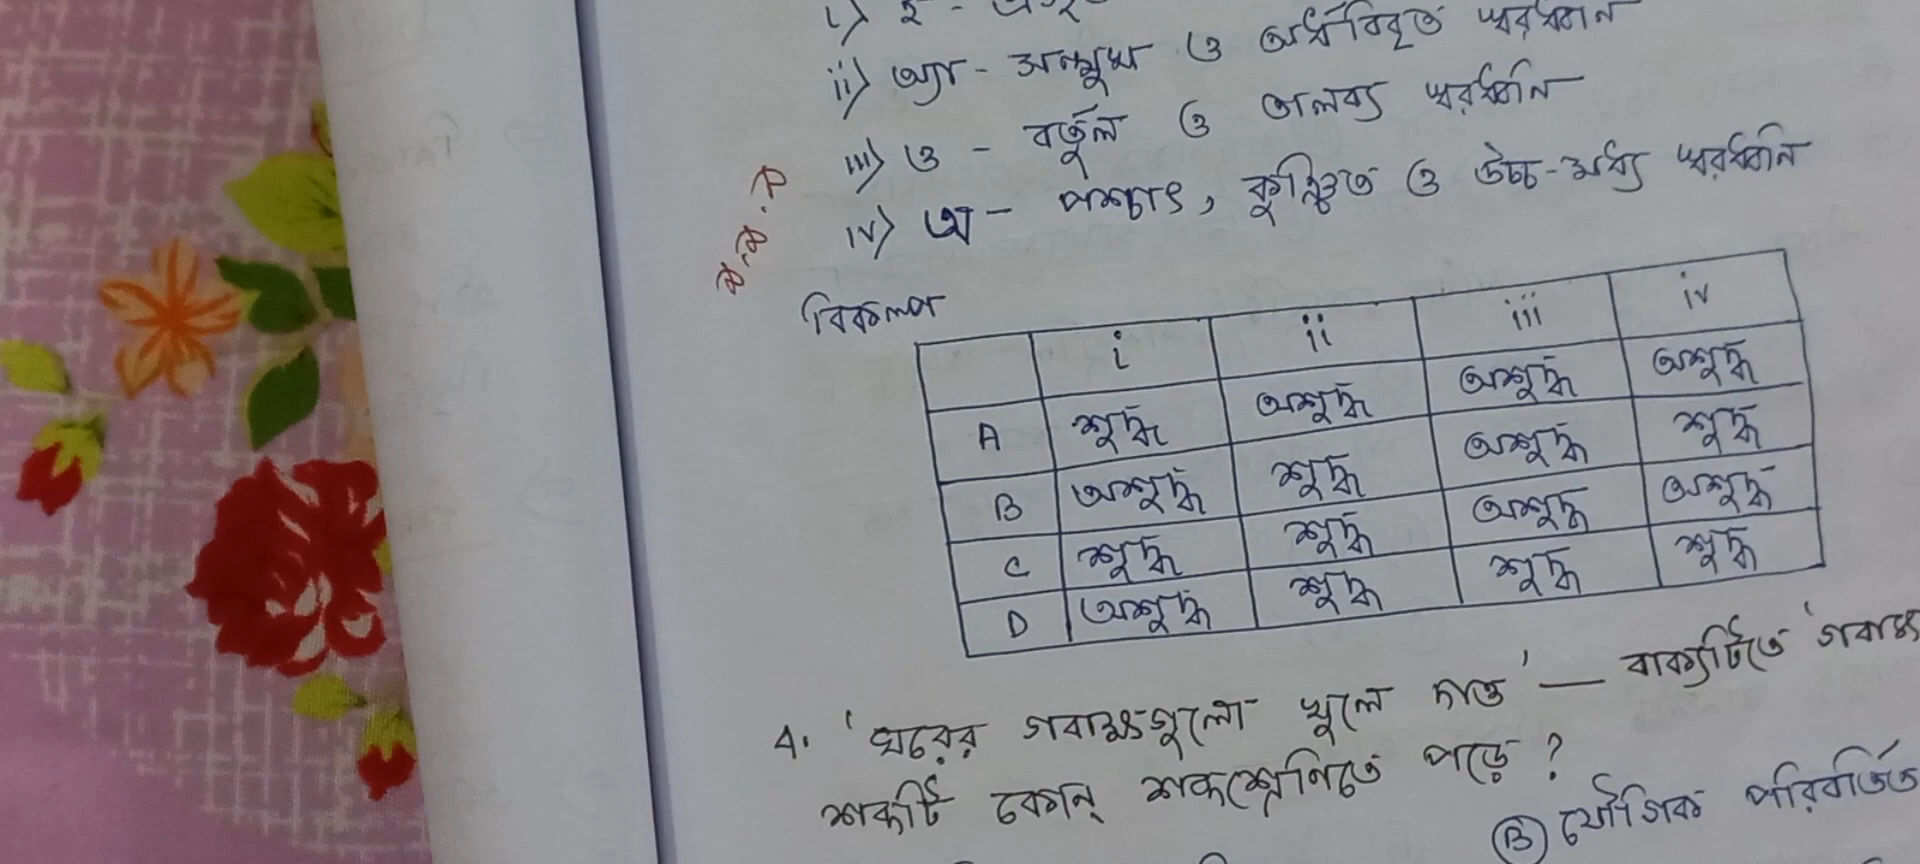 i) ই -
ii) অ্যা - সম্মুখ ও অর্ধবিবৃত স্বরধ্বনি
iii) ও - বর্তুল ও তালব্য স্বরধ্বনি
iv) অ - পশ্চাৎ, কুঞ্চিত ও উচ্চ-মধ্য স্বরধ্বনি
বিকল্প
i ii iii iv
A শুদ্ধ অশুদ্ধ অশুদ্ধ অশুদ্ধ
B অশুদ্ধ শুদ্ধ অশুদ্ধ শুদ্ধ
C শুদ্ধ শুদ্ধ অশুদ্ধ অশুদ্ধ
D অশুদ্ধ শুদ্ধ শুদ্ধ শুদ্ধ
4. 'ঘরের গবাক্ষগুলো খুলে দাও' — বাক্যটিতে 'গবাক্ষ
শব্দটি কোন্ শব্দশ্রেণিতে পড়ে ?
(B) যৌগিক পরিবর্তিত